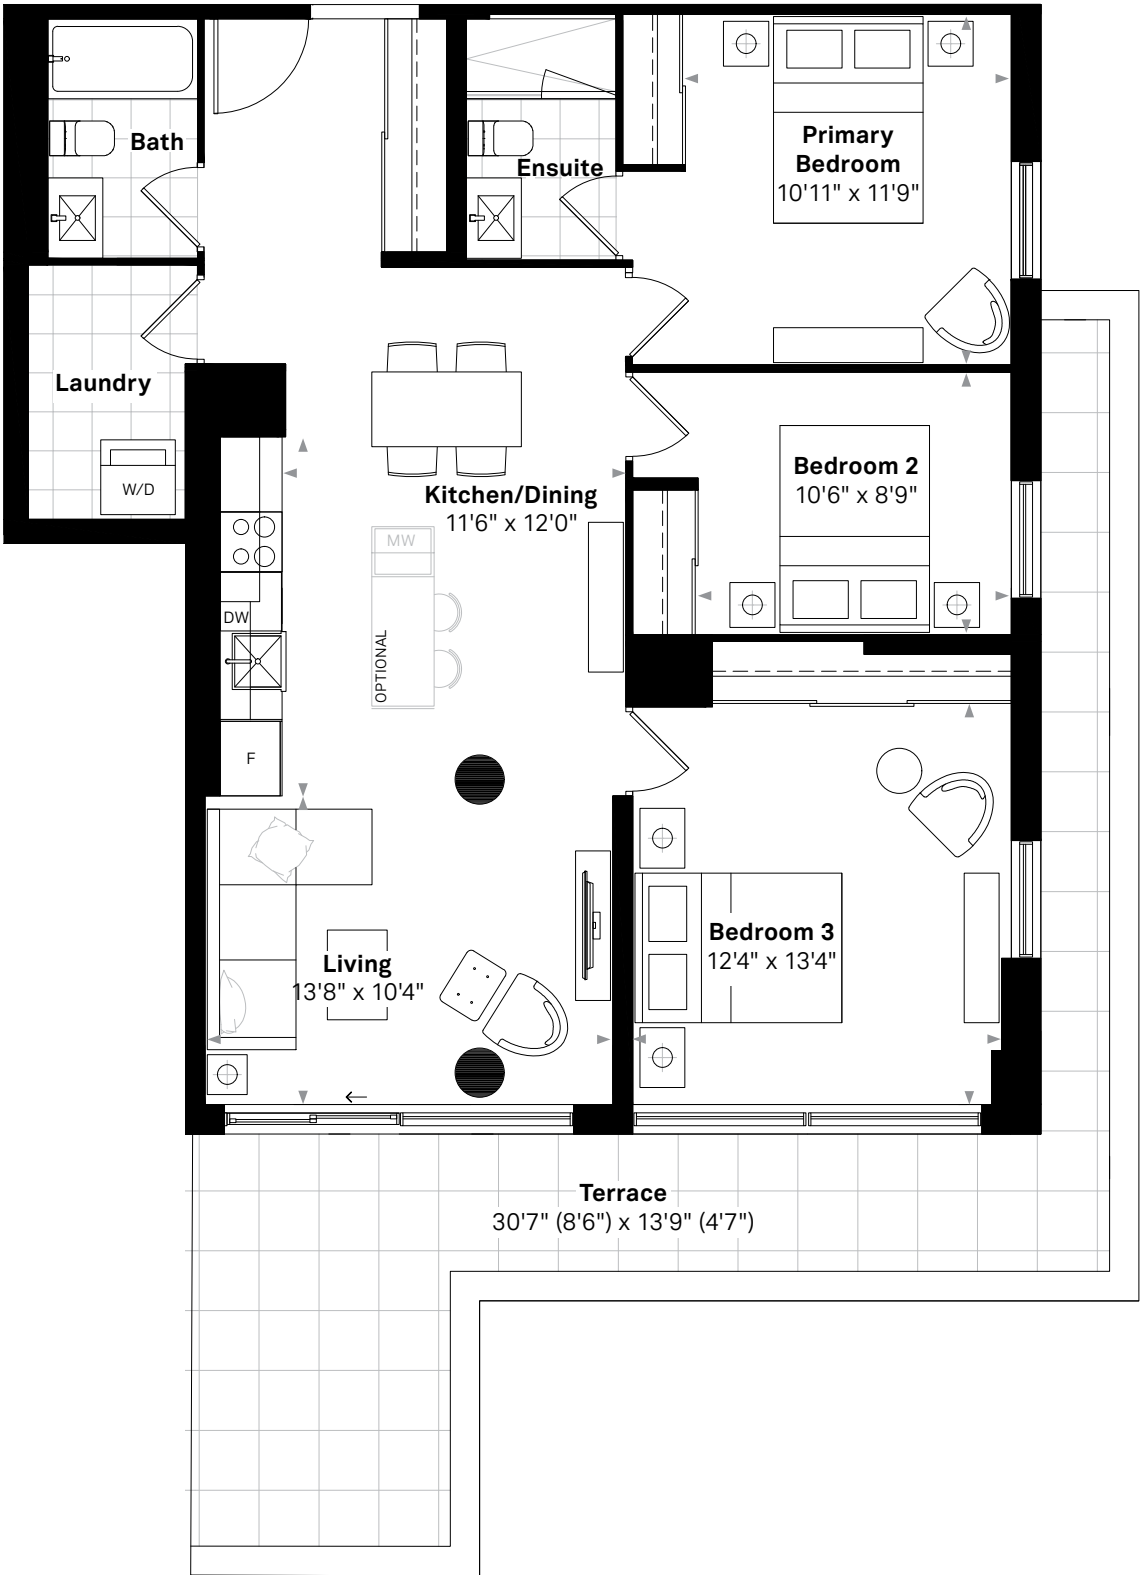 Bath
Ensuite
Primary
Bedroom
10'11" x 11'9"
Laundry
W/D
Kitchen/Dining
11'6" x 12'0"
Bedroom 2
10'6" x 8'9"
MW
DW
OPTIONAL
F
Living
13'8" x 10'4"
Bedroom 3
12'4" x 13'4"
Terrace
30'7" (8'6") x 13'9" (4'7")